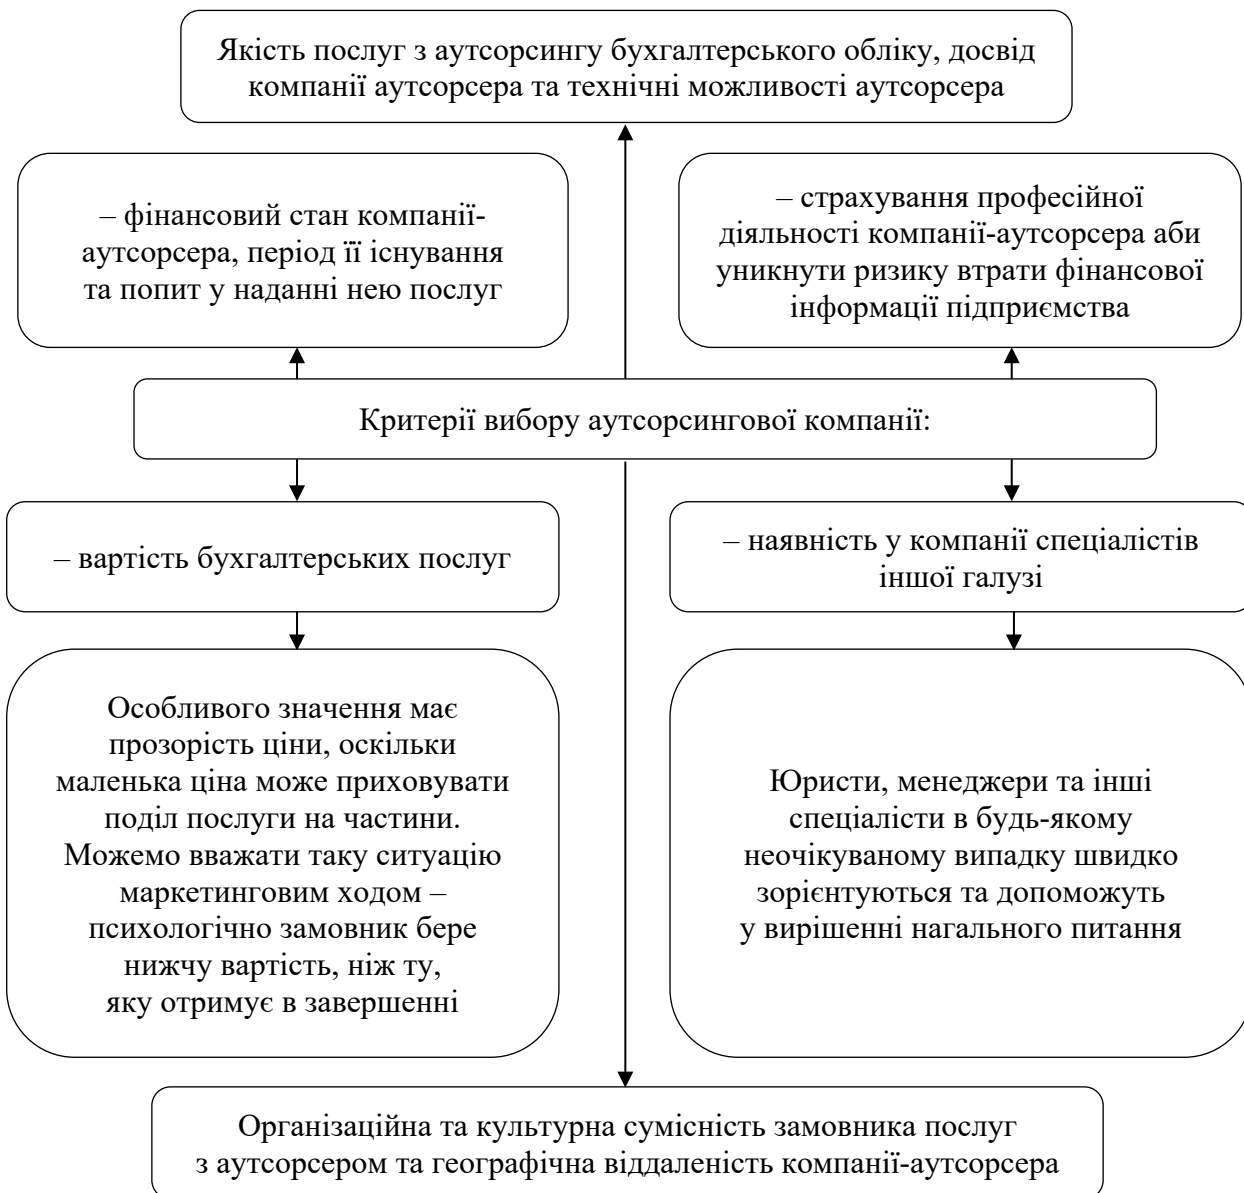 Якість послуг з аутсорсингу бухгалтерського обліку, досвід
компанії аутсорсера та технічні можливості аутсорсера
– фінансовий стан компанії-
аутсорсера, період її існування
та попит у наданні нею послуг
– страхування професійної
діяльності компанії-аутсорсера аби
уникнути ризику втрати фінансової
інформації підприємства
Критерії вибору аутсорсингової компанії:
– вартість бухгалтерських послуг
– наявність у компанії спеціалістів
іншої галузі
Особливого значення має
прозорість ціни, оскільки
маленька ціна може приховувати
поділ послуги на частини.
Можемо вважати таку ситуацію
маркетинговим ходом –
психологічно замовник бере
нижчу вартість, ніж ту,
яку отримує в завершенні
Юристи, менеджери та інші
спеціалісти в будь-якому
неочікуваному випадку швидко
зорієнтуються та допоможуть
у вирішенні нагального питання
Організаційна та культурна сумісність замовника послуг
з аутсорсером та географічна віддаленість компанії-аутсорсера